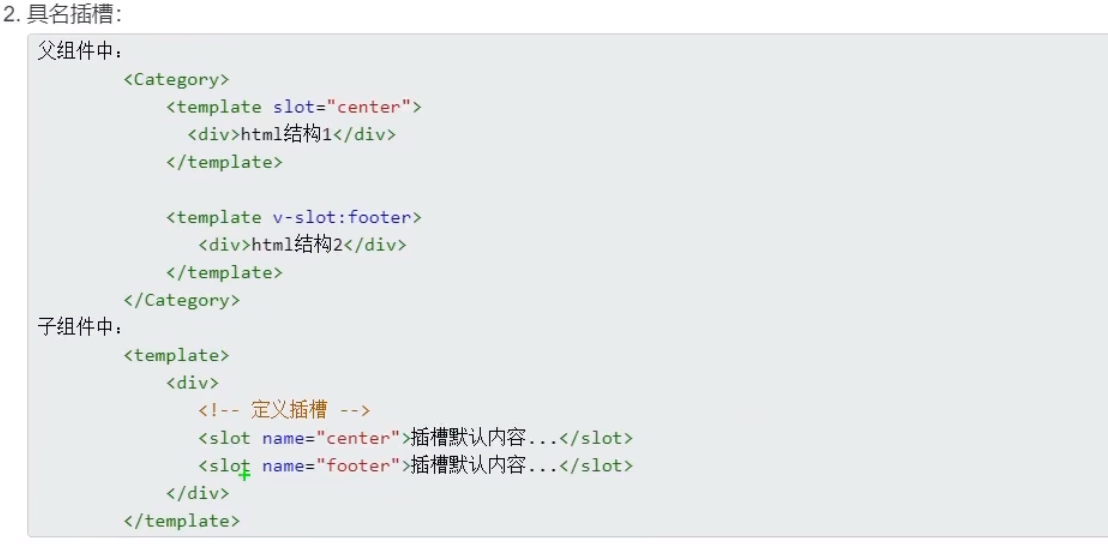 2. 具名插槽：
父组件中：
<Category>
<template slot="center">
<div>html结构1</div>
</template>
<template v-slot:footer>
<div>html结构2</div>
</template>
</Category>
子组件中：
<template>
<div>
<!-- 定义插槽 -->
<slot name="center">插槽默认内容...</slot>
<slot name="footer">插槽默认内容...</slot>
</div>
</template>